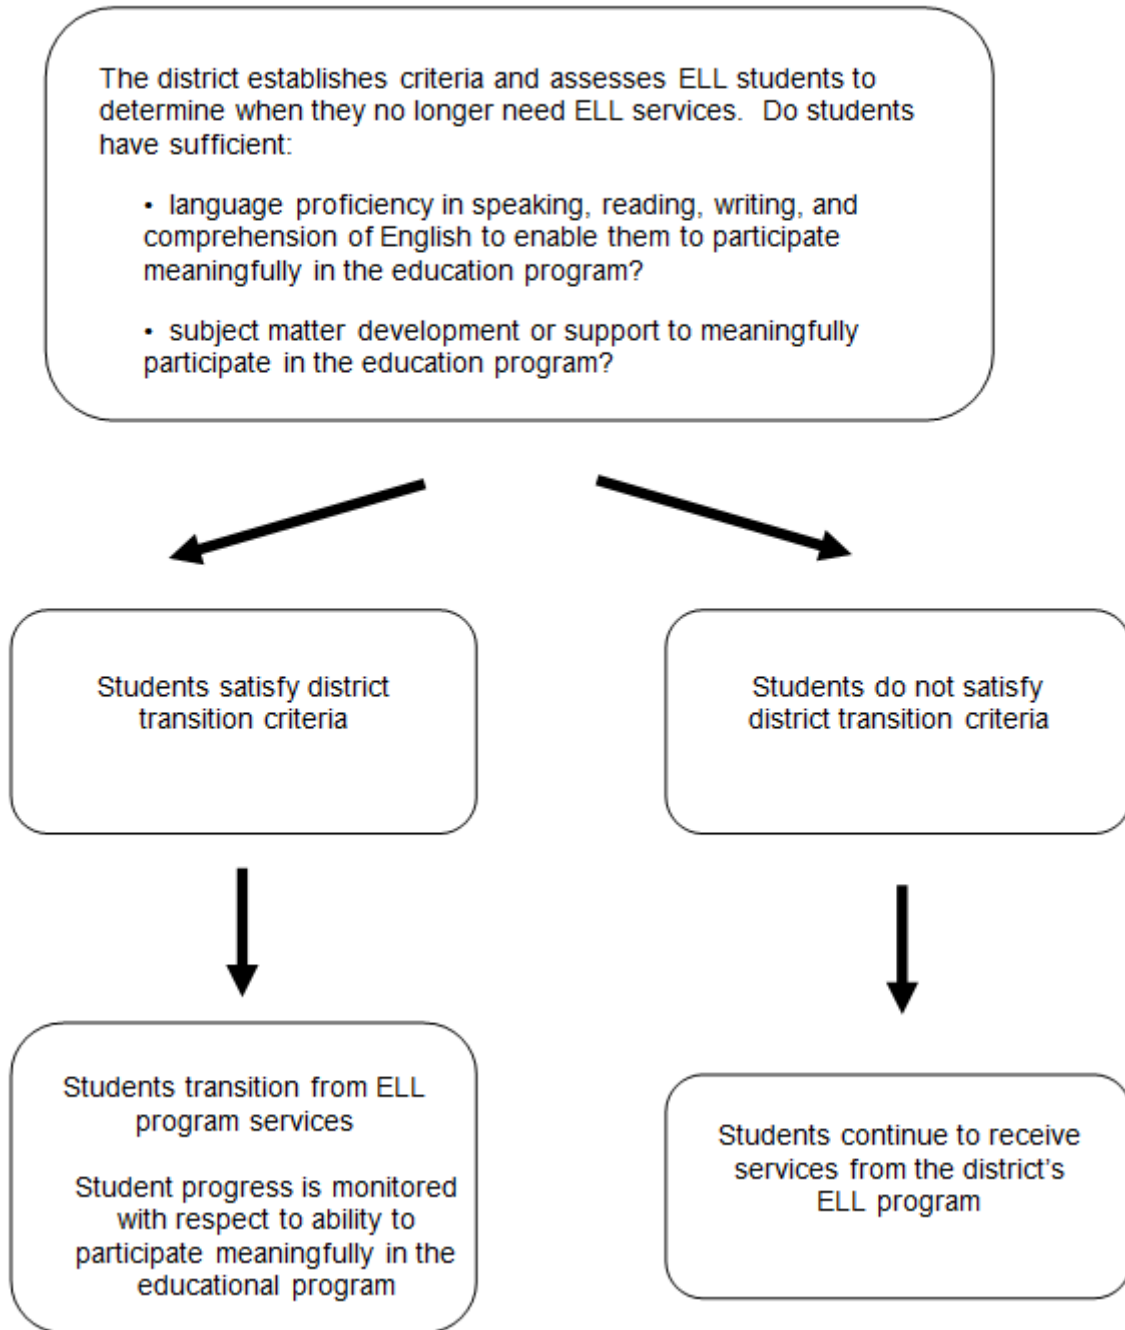 The district establishes criteria and assesses ELL students to
determine when they no longer need ELL services.  Do students
have sufficient:
•  language proficiency in speaking, reading, writing, and
comprehension of English to enable them to participate
meaningfully in the education program?
•  subject matter development or support to meaningfully
participate in the education program?
Students satisfy district
transition criteria
Students do not satisfy
district transition criteria
Students transition from ELL
program services
Student progress is monitored
with respect to ability to
participate meaningfully in the
educational program
Students continue to receive
services from the district’s
ELL program